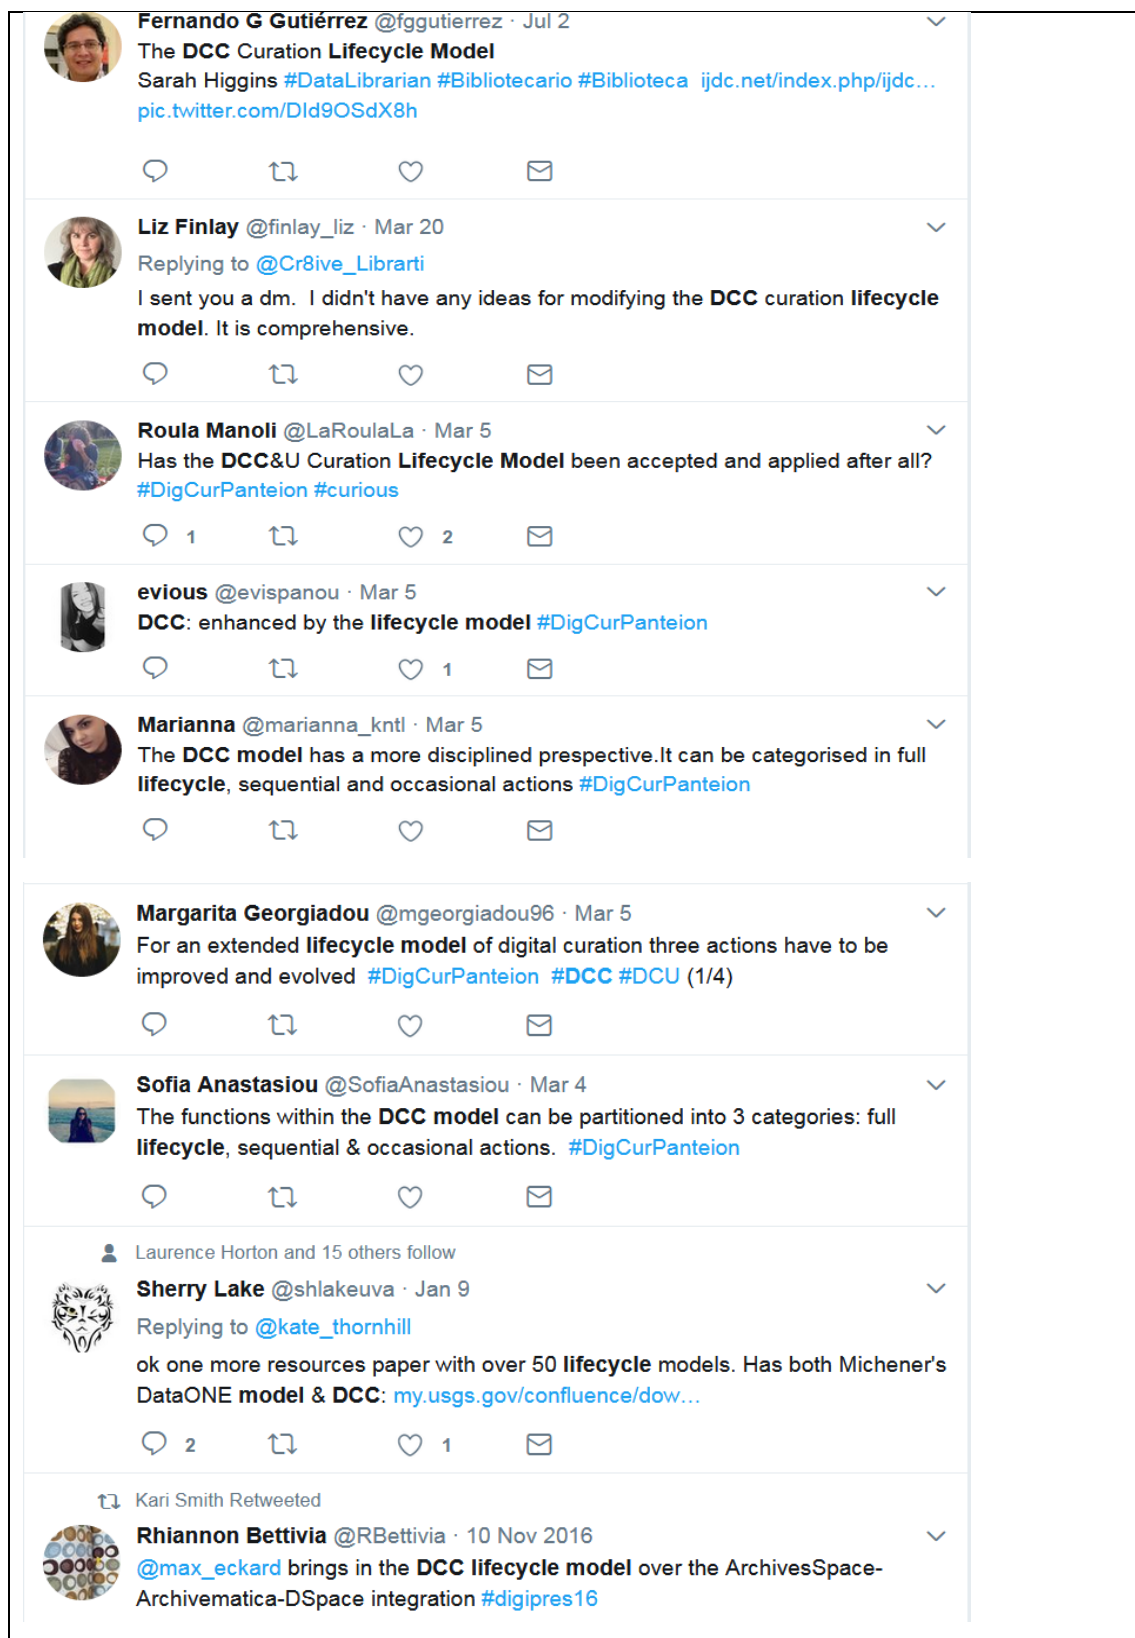 Fernando G Gutiérrez @fggutierrez · Jul 2
The DCC Curation Lifecycle Model
Sarah Higgins #DataLibrarian #Bibliotecario #Biblioteca ijdc.net/index.php/ijdc…
pic.twitter.com/DId9OSdX8h
Liz Finlay @finlay_liz · Mar 20
Replying to @Cr8ive_Librarti
I sent you a dm. I didn't have any ideas for modifying the DCC curation lifecycle
model. It is comprehensive.
Roula Manoli @LaRoulaLa · Mar 5
Has the DCC&U Curation Lifecycle Model been accepted and applied after all?
#DigCurPanteion #curious
1 2
evious @evispanou · Mar 5
DCC: enhanced by the lifecycle model #DigCurPanteion
1
Marianna @marianna_kntl · Mar 5
The DCC model has a more disciplined prespective.It can be categorised in full
lifecycle, sequential and occasional actions #DigCurPanteion
Margarita Georgiadou @mgeorgiadou96 · Mar 5
For an extended lifecycle model of digital curation three actions have to be
improved and evolved #DigCurPanteion #DCC #DCU (1/4)
Sofia Anastasiou @SofiaAnastasiou · Mar 4
The functions within the DCC model can be partitioned into 3 categories: full
lifecycle, sequential & occasional actions. #DigCurPanteion
Laurence Horton and 15 others follow
Sherry Lake @shlakeuva · Jan 9
Replying to @kate_thornhill
ok one more resources paper with over 50 lifecycle models. Has both Michener's
DataONE model & DCC: my.usgs.gov/confluence/dow…
2 1
Kari Smith Retweeted
Rhiannon Bettivia @RBettivia · 10 Nov 2016
@max_eckard brings in the DCC lifecycle model over the ArchivesSpace-
Archivematica-DSpace integration #digipres16